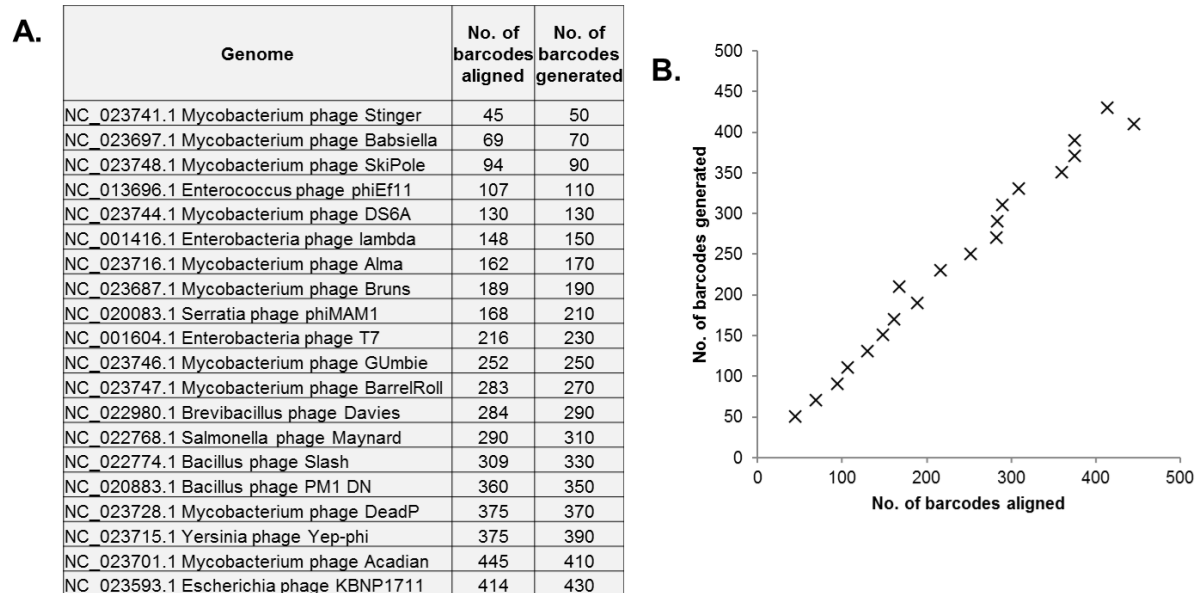 A.
Genome No. of barcodes aligned No. of barcodes generated
NC_023741.1 Mycobacterium phage Stinger 45 50
NC_023697.1 Mycobacterium phage Babsiella 69 70
NC_023748.1 Mycobacterium phage SkiPole 94 90
NC_013696.1 Enterococcus phage phiEf11 107 110
NC_023744.1 Mycobacterium phage DS6A 130 130
NC_001416.1 Enterobacteria phage lambda 148 150
NC_023716.1 Mycobacterium phage Alma 162 170
NC_023687.1 Mycobacterium phage Bruns 189 190
NC_020083.1 Serratia phage phiMAM1 168 210
NC_001604.1 Enterobacteria phage T7 216 230
NC_023746.1 Mycobacterium phage GUmbie 252 250
NC_023747.1 Mycobacterium phage BarrelRoll 283 270
NC_022980.1 Brevibacillus phage Davies 284 290
NC_022768.1 Salmonella phage Maynard 290 310
NC_022774.1 Bacillus phage Slash 309 330
NC_020883.1 Bacillus phage PM1 DN 360 350
NC_023728.1 Mycobacterium phage DeadP 375 370
NC_023715.1 Yersinia phage Yep-phi 375 390
NC_023701.1 Mycobacterium phage Acadian 445 410
NC_023593.1 Escherichia phage KBNP1711 414 430
B.
No. of barcodes generated
500
450
400
350
300
250
200
150
100
50
0
0 100 200 300 400 500
No. of barcodes aligned